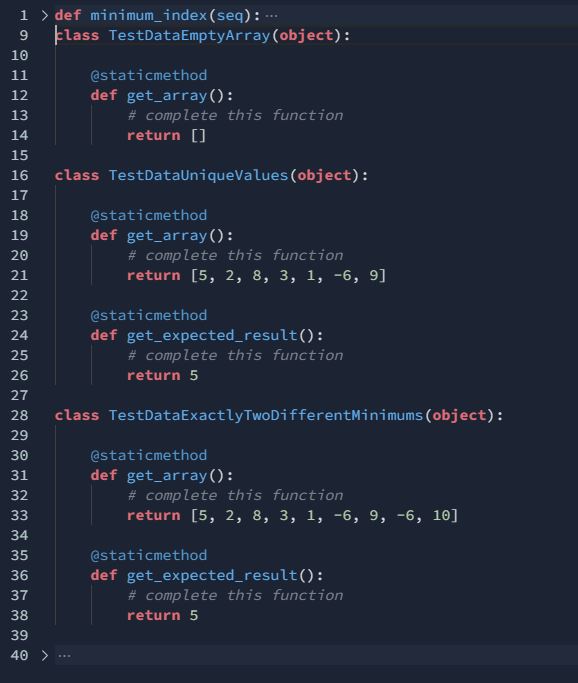 1 > def minimum_index(seq): ···
9 class TestDataEmptyArray(object):
10
11     @staticmethod
12     def get_array():
13         # complete this function
14         return []
15
16 class TestDataUniqueValues(object):
17
18     @staticmethod
19     def get_array():
20         # complete this function
21         return [5, 2, 8, 3, 1, -6, 9]
22
23     @staticmethod
24     def get_expected_result():
25         # complete this function
26         return 5
27
28 class TestDataExactlyTwoDifferentMinimums(object):
29
30     @staticmethod
31     def get_array():
32         # complete this function
33         return [5, 2, 8, 3, 1, -6, 9, -6, 10]
34
35     @staticmethod
36     def get_expected_result():
37         # complete this function
38         return 5
39
40 > ···